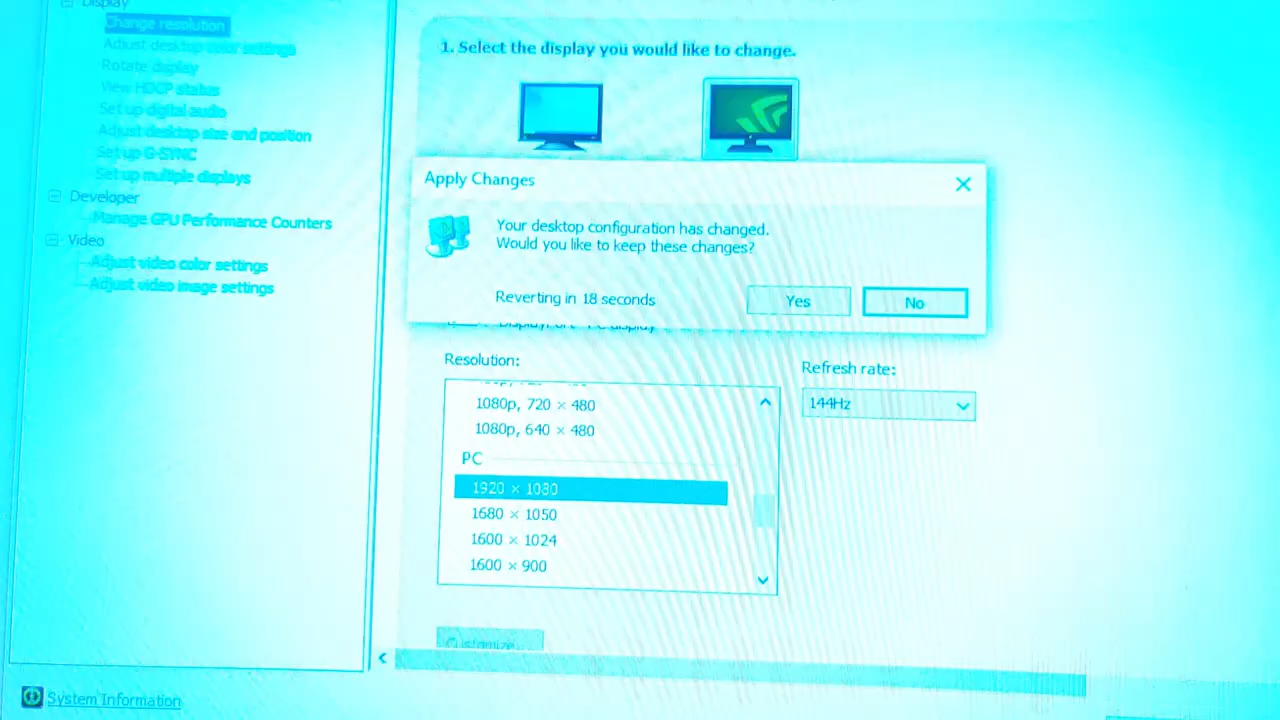 Display
Change resolution
Adjust desktop color settings
Rotate display
View HDCP status
Set up digital audio
Adjust desktop size and position
Set up G-SYNC
Set up multiple displays
Developer
Manage GPU Performance Counters
Video
Adjust video color settings
Adjust video image settings
System Information
1. Select the display you would like to change.
Apply Changes
Your desktop configuration has changed.
Would you like to keep these changes?
Reverting in 18 seconds
Yes
No
Resolution:
1080p, 720 × 480
1080p, 640 × 480
PC
1920 × 1080
1680 × 1050
1600 × 1024
1600 × 900
Refresh rate:
144Hz
Customize...